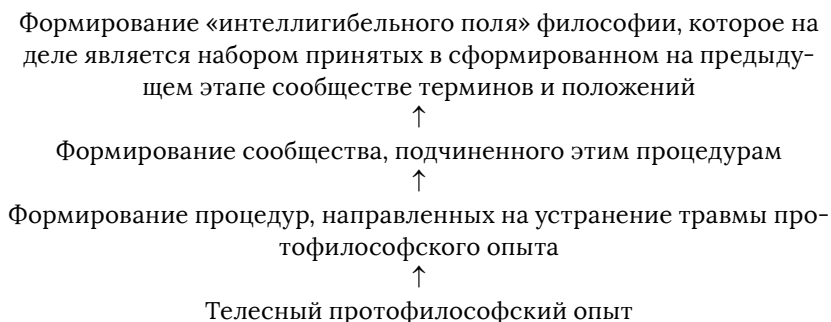 Формирование «интеллигибельного поля» философии, которое на
деле является набором принятых в сформированном на предыду-
щем этапе сообществе терминов и положений
↑
Формирование сообщества, подчиненного этим процедурам
↑
Формирование процедур, направленных на устранение травмы про-
тофилософского опыта
↑
Телесный протофилософский опыт